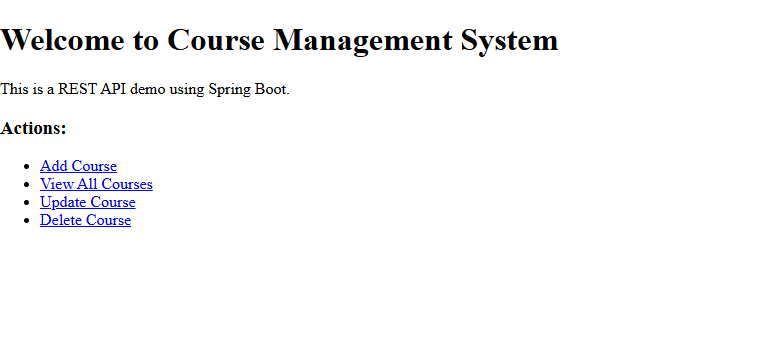 Welcome to Course Management System
This is a REST API demo using Spring Boot.
Actions:
Add Course
View All Courses
Update Course
Delete Course